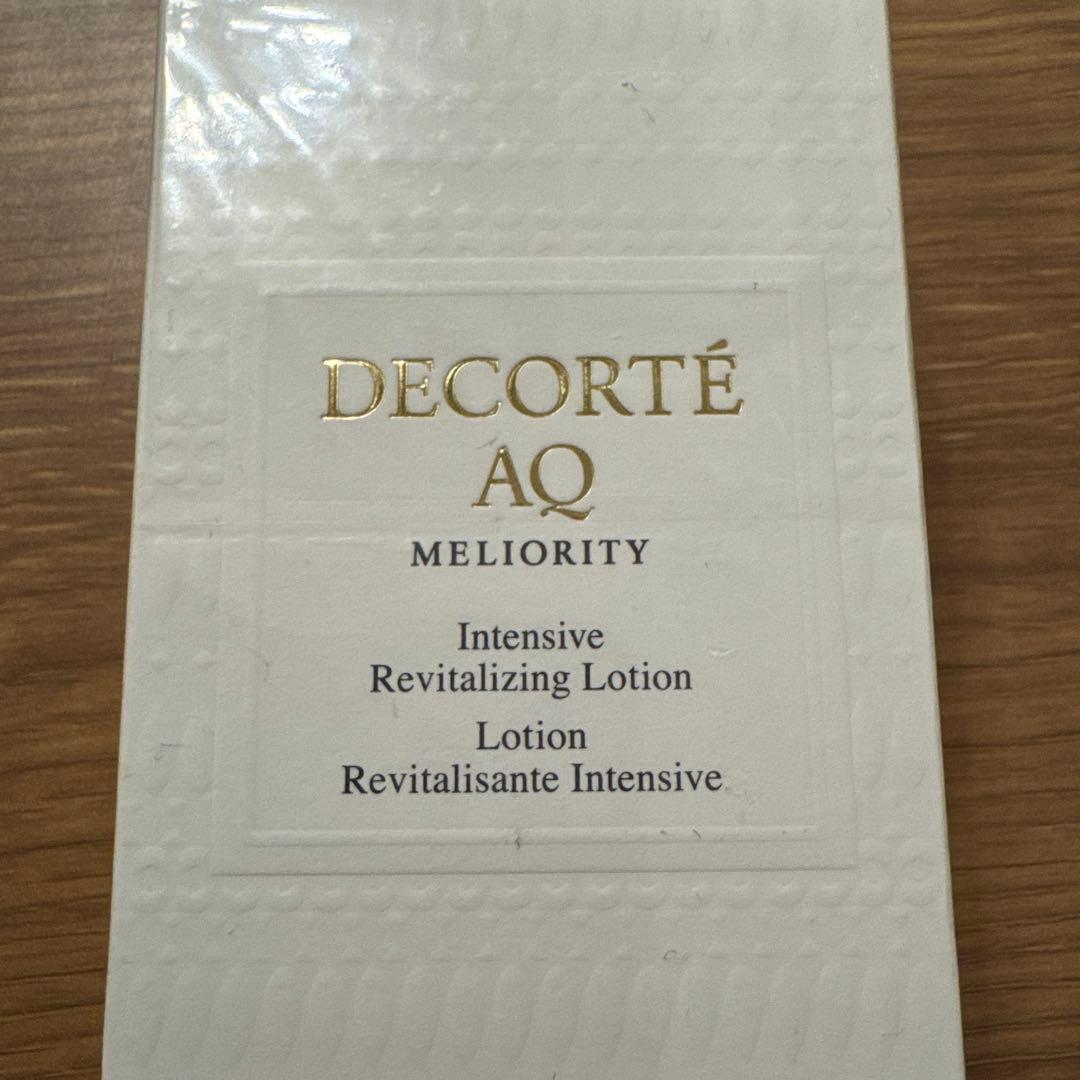 DECORTÉ
AQ
MELIORITY
Intensive
Revitalizing Lotion
Lotion
Revitalisante Intensive